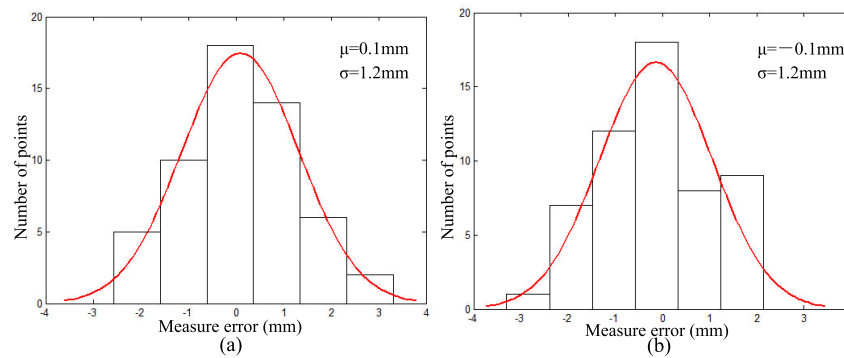 20
15
10
5
0
Number of points
μ=0.1mm
σ=1.2mm
-4 -3 -2 -1 0 1 2 3 4
Measure error (mm)
(a)
20
15
10
5
0
Number of points
μ=－0.1mm
σ=1.2mm
-4 -3 -2 -1 0 1 2 3
Measure error (mm)
(b)